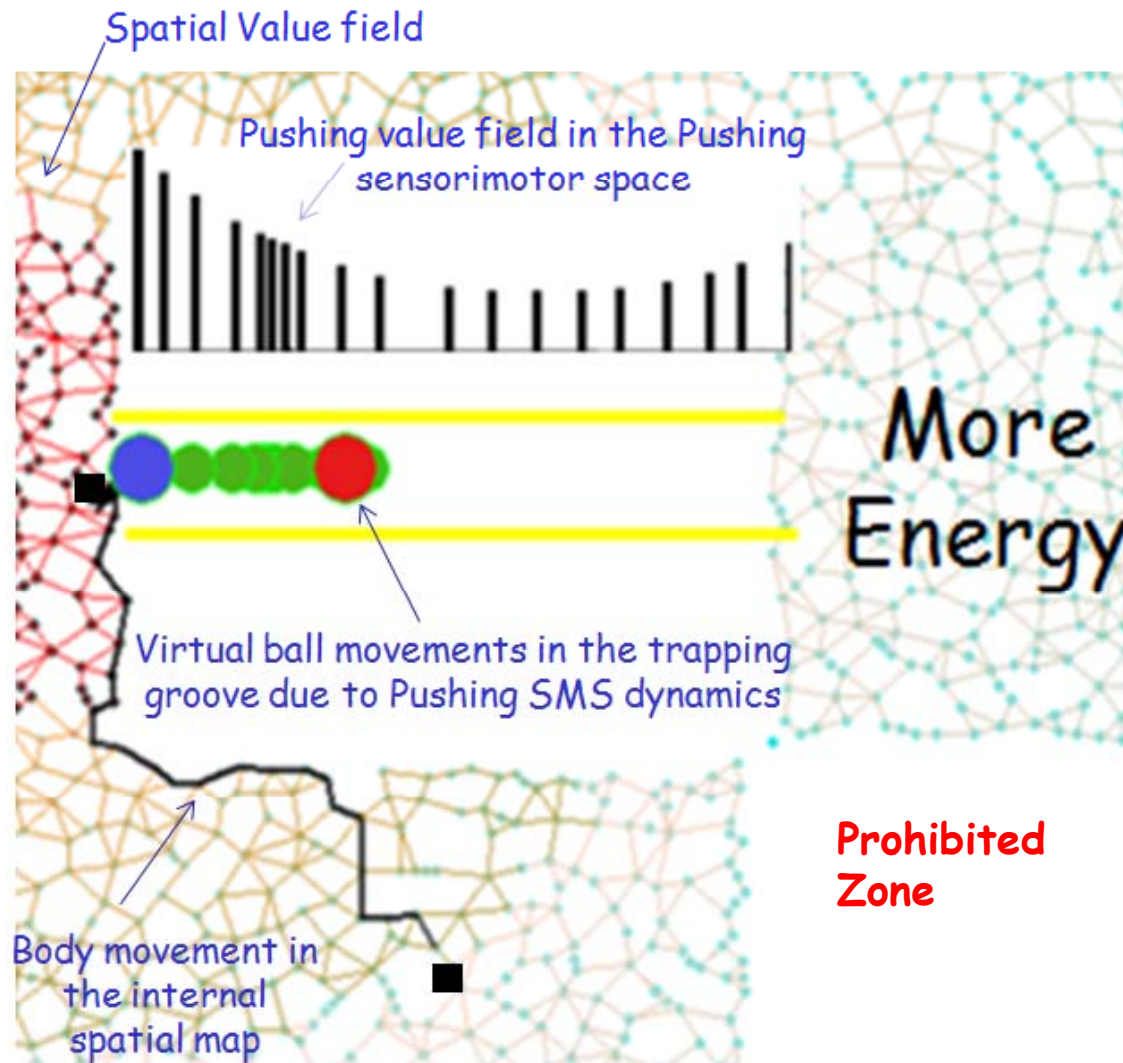 Spatial Value field
Pushing value field in the Pushing
sensorimotor space
More
Energy
Virtual ball movements in the trapping
groove due to Pushing SMS dynamics
Prohibited
Zone
Body movement in
the internal
spatial map